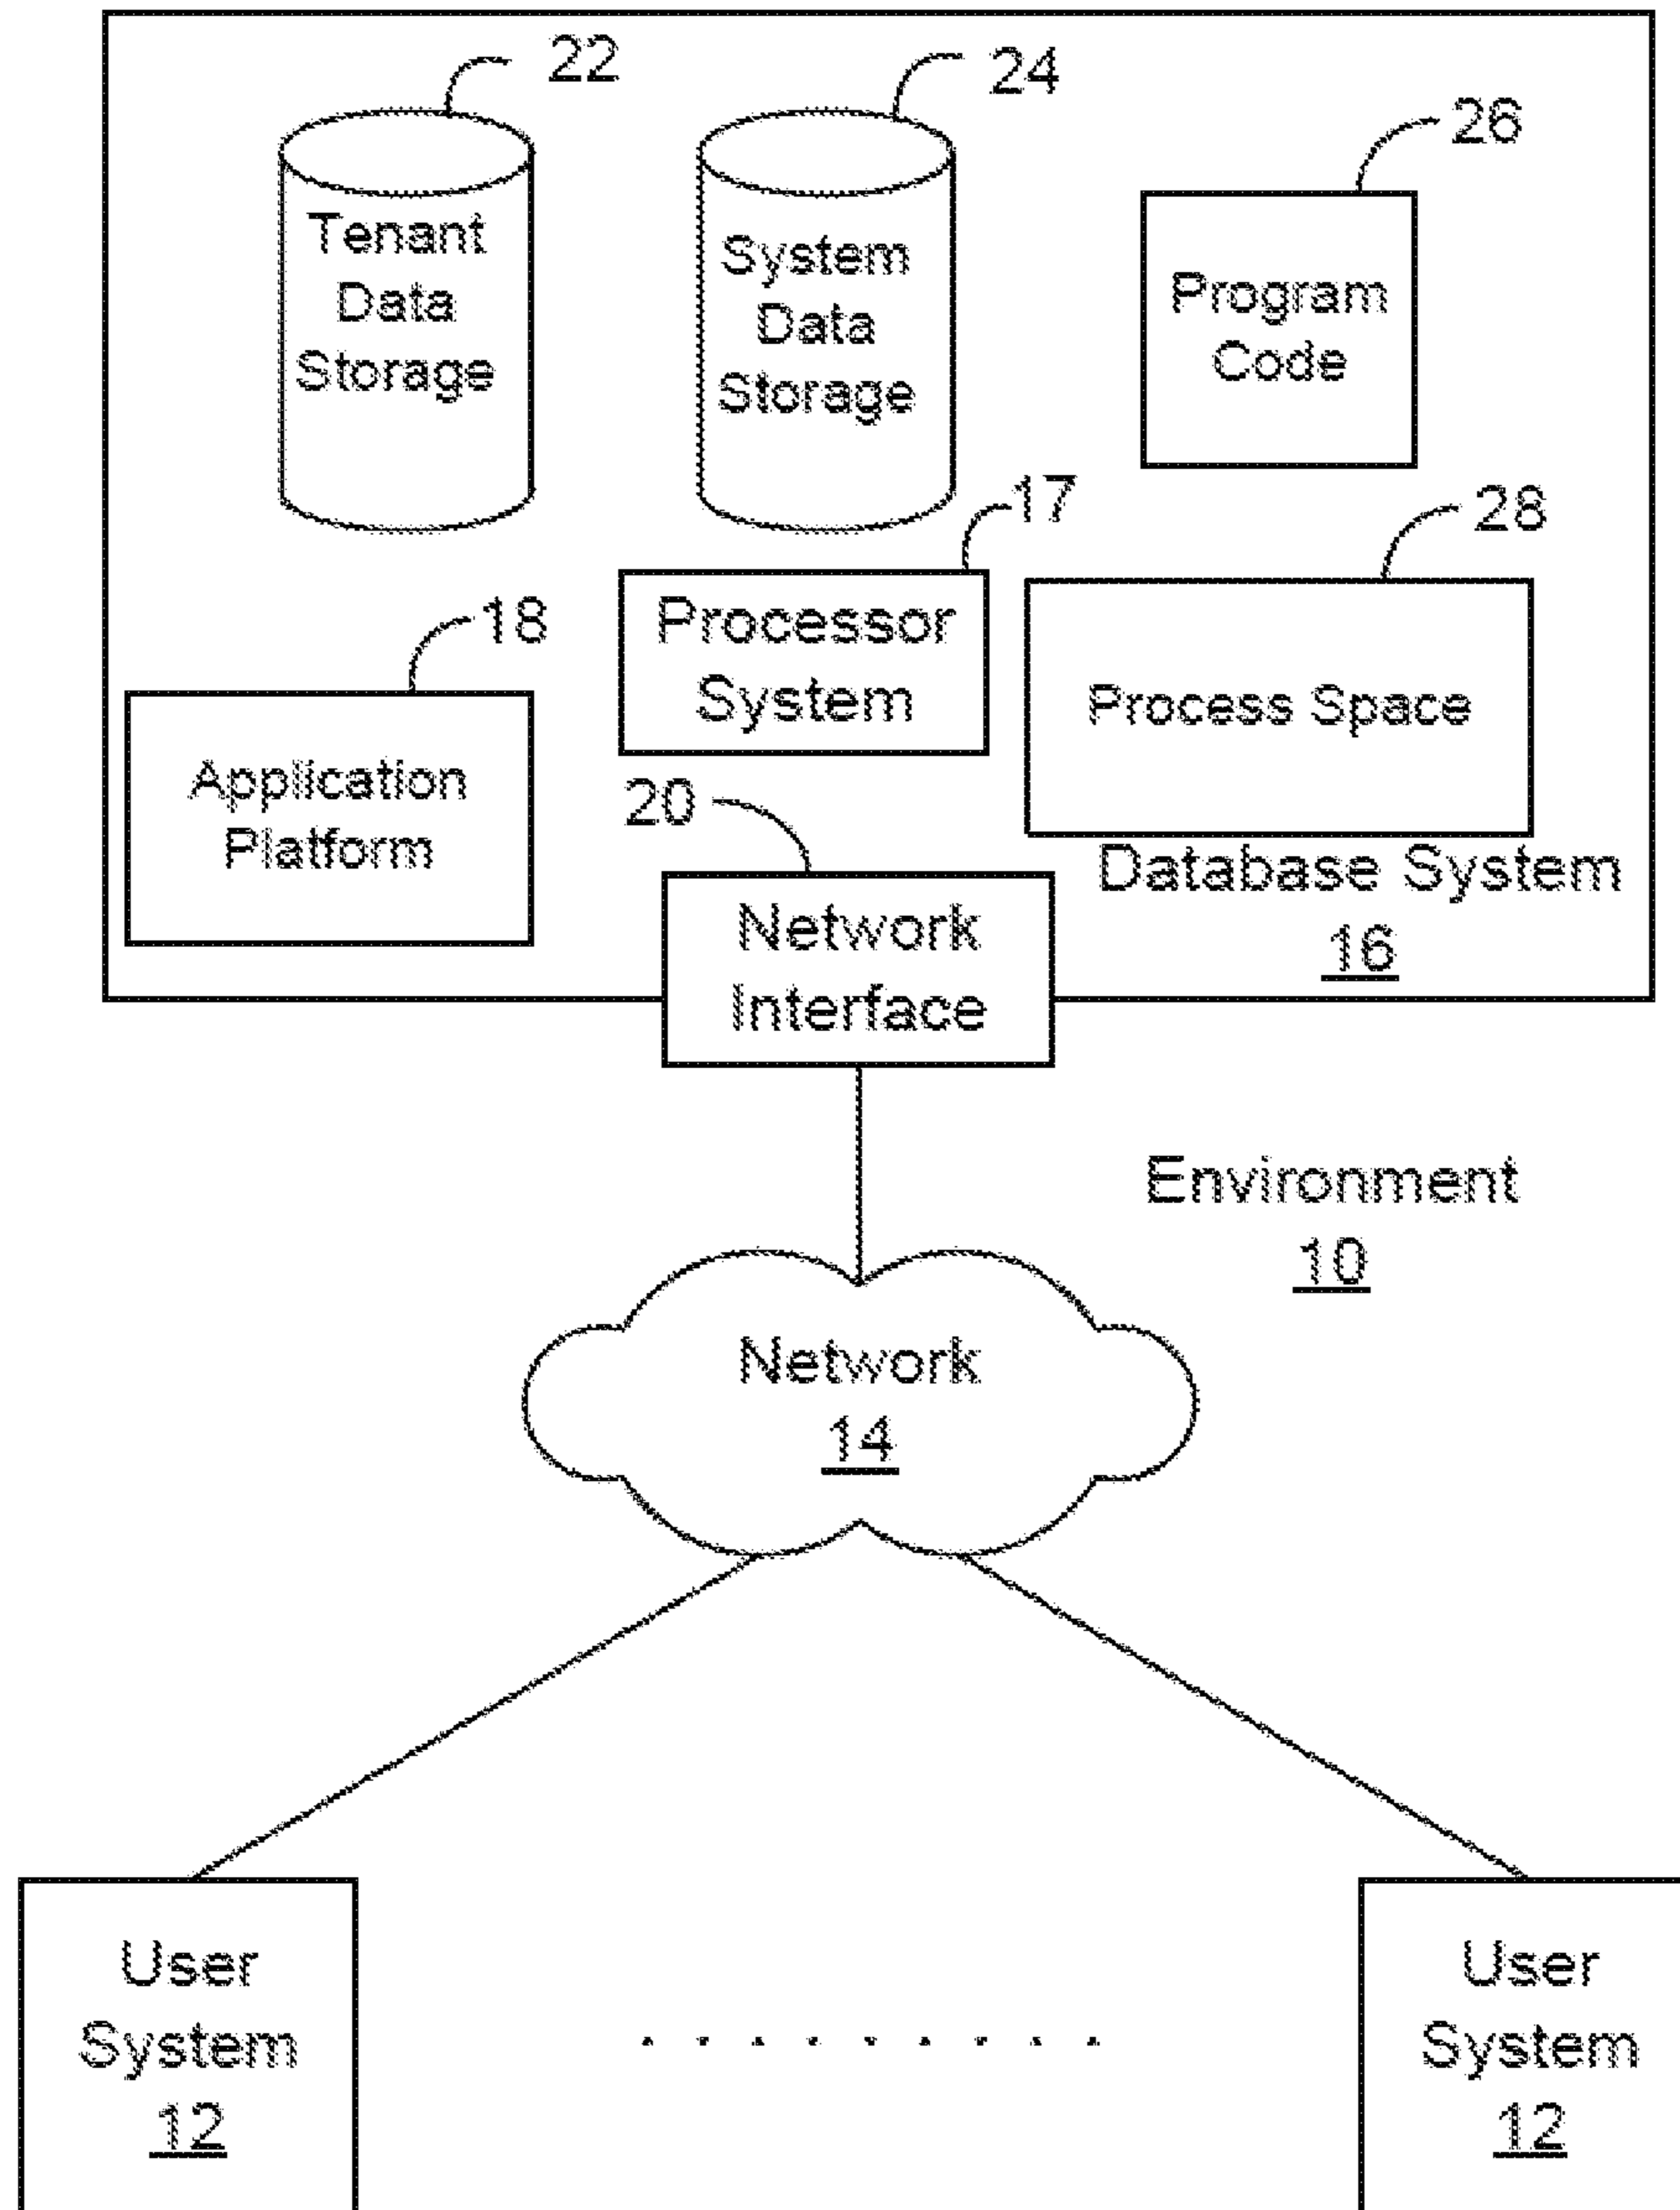 22
24
26
Tenant
Data
Storage
System
Data
Storage
Program
Code
17
28
18
Processor
System
Process Space
Application
Platform
20
Database System
16
Network
Interface
Environment
10
Network
14
User
System
12
User
System
12